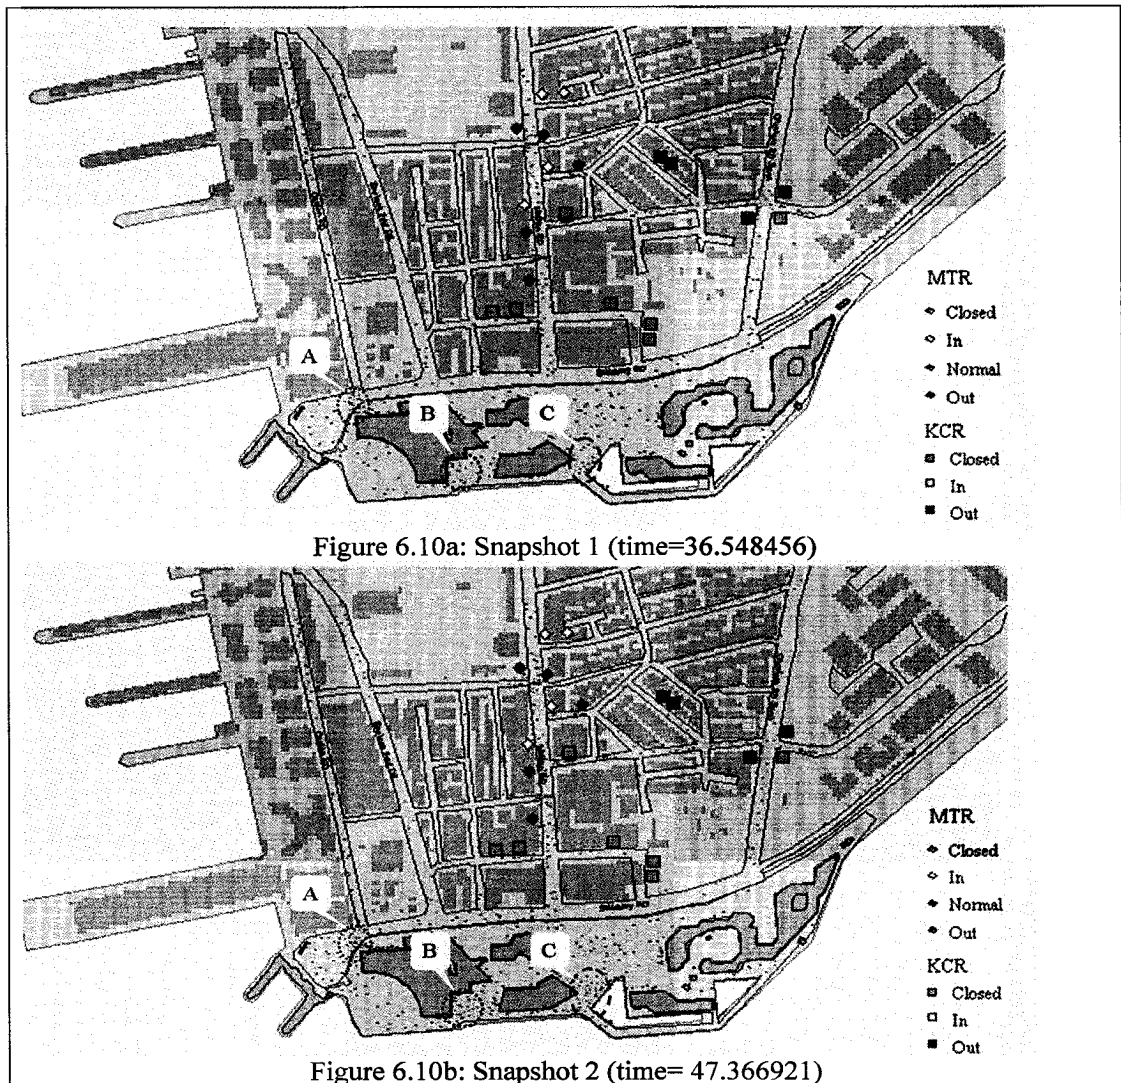 A
B
C
MTR
Closed
In
Normal
Out
KCR
Closed
In
Out
Figure 6.10a: Snapshot 1 (time=36.548456)
A
B
C
MTR
Closed
In
Normal
Out
KCR
Closed
In
Out
Figure 6.10b: Snapshot 2 (time= 47.366921)